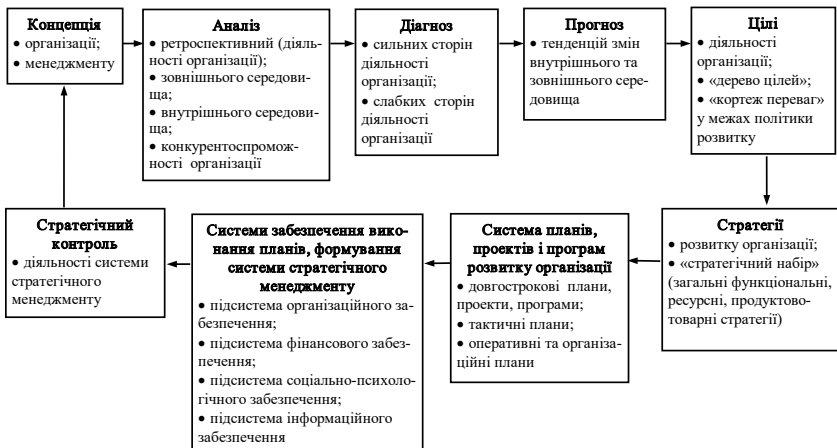 Концепція
• організації;
• менеджменту
Аналіз
• ретроспективний (діяль-
ності організації);
• зовнішнього середови-
ща;
• внутрішнього середови-
ща;
• конкурентоспромож-
ності організації
Діагноз
• сильних сторін
діяльності
організації;
• слабких сторін
діяльності
організації
Прогноз
• тенденцій змін
внутрішнього та
зовнішнього сере-
довища
Цілі
• діяльності
організації;
• «дерево цілей»;
• «кортеж переваг»
у межах політики
розвитку
Стратегії
• розвитку організації;
• «стратегічний набір»
(загальні функціональні,
ресурсні, продуктово-
товарні стратегії)
Система планів,
проектів і програм
розвитку організації
• довгострокові плани,
проекти, програми;
• тактичні плани;
• оперативні та організа-
ційні плани
Системи забезпечення вико-
нання планів, формування
системи стратегічного
менеджменту
• підсистема організаційного за-
безпечення;
• підсистема фінансового забез-
печення;
• підсистема соціально-психоло-
гічного забезпечення;
• підсистема інформаційного
забезпечення
Стратегічний
контроль
• діяльності системи
стратегічного
менеджменту